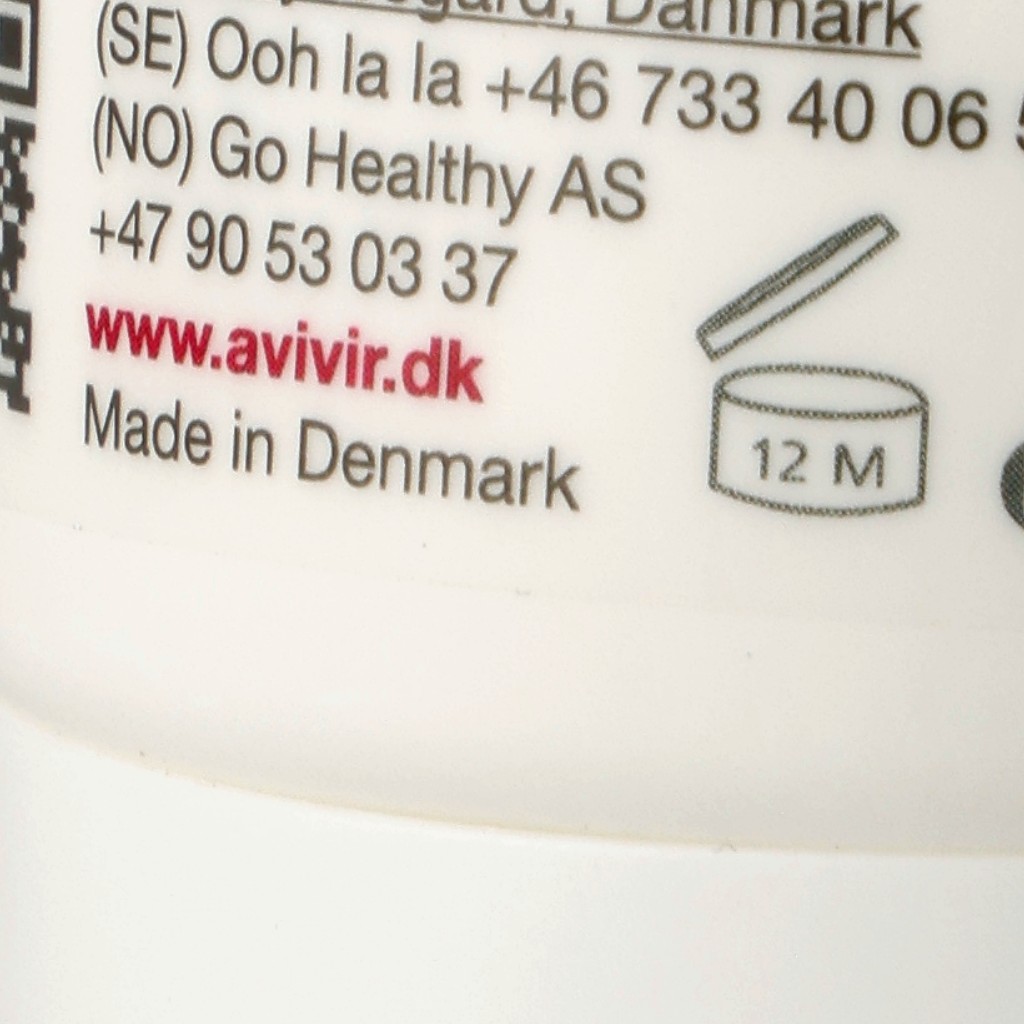 Danmark
(SE) Ooh la la +46 733 40 06
(NO) Go Healthy AS
+47 90 53 03 37
www.avivir.dk
Made in Denmark
12 M